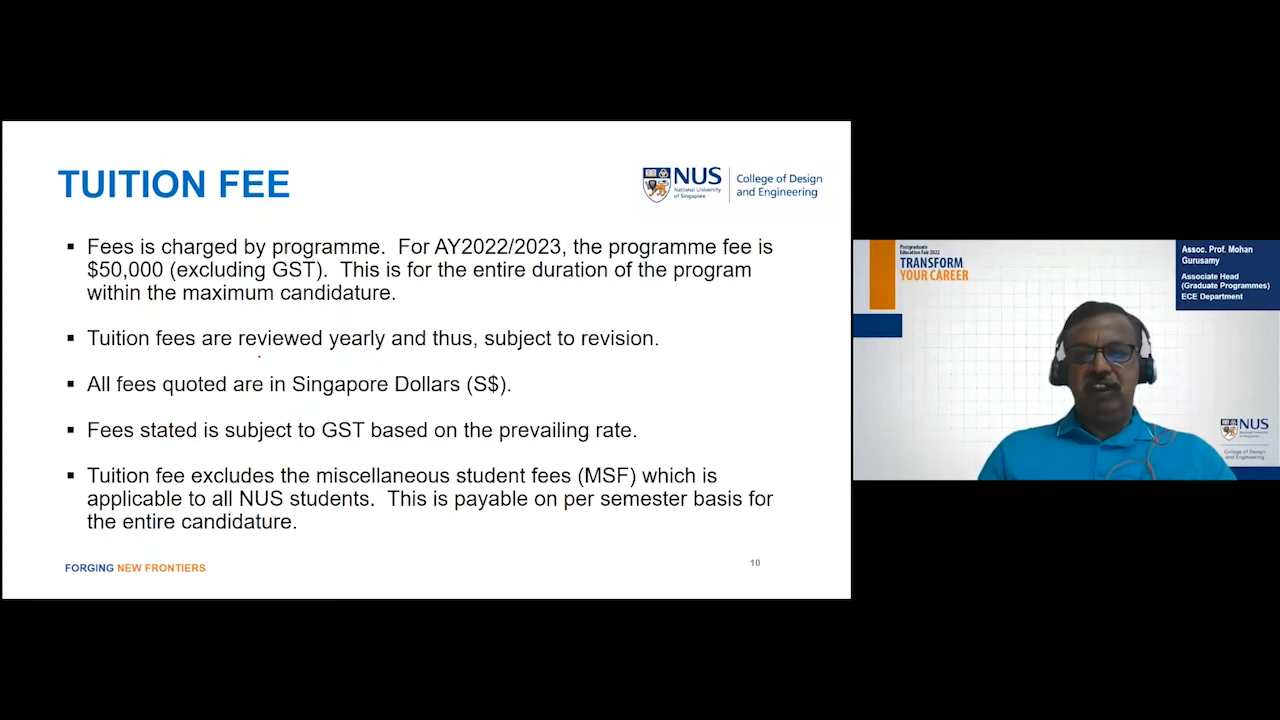 TUITION FEE
NUS
National University
of Singapore
College of Design
and Engineering
▪ Fees is charged by programme.  For AY2022/2023, the programme fee is
$50,000 (excluding GST).  This is for the entire duration of the program
within the maximum candidature.
▪ Tuition fees are reviewed yearly and thus, subject to revision.
▪ All fees quoted are in Singapore Dollars (S$).
▪ Fees stated is subject to GST based on the prevailing rate.
▪ Tuition fee excludes the miscellaneous student fees (MSF) which is
applicable to all NUS students.  This is payable on per semester basis for
the entire candidature.
FORGING NEW FRONTIERS
10
Postgraduate
Education Fair 2022
TRANSFORM
YOUR CAREER
Assoc. Prof. Mohan
Gurusamy
Associate Head
(Graduate Programmes)
ECE Department
NUS
National University
of Singapore
College of Design
and Engineering